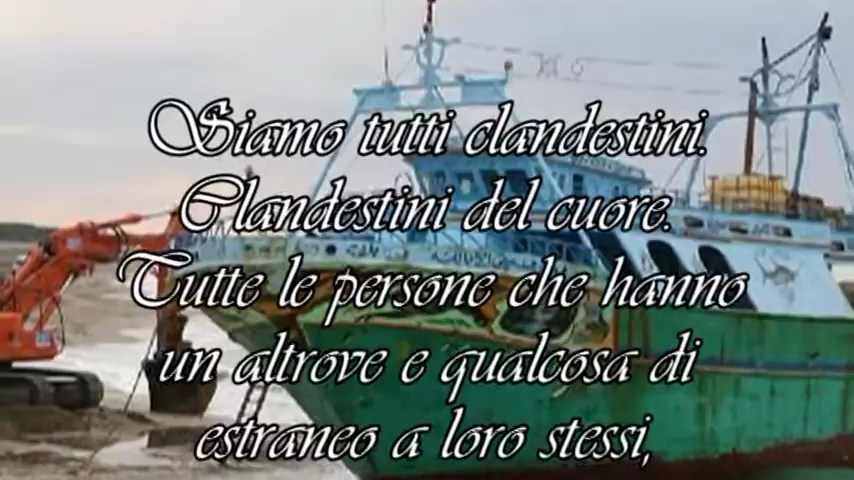 Siamo tutti clandestini.
Clandestini del cuore.
Tutte le persone che hanno
un altrove e qualcosa di
estraneo a loro stessi,